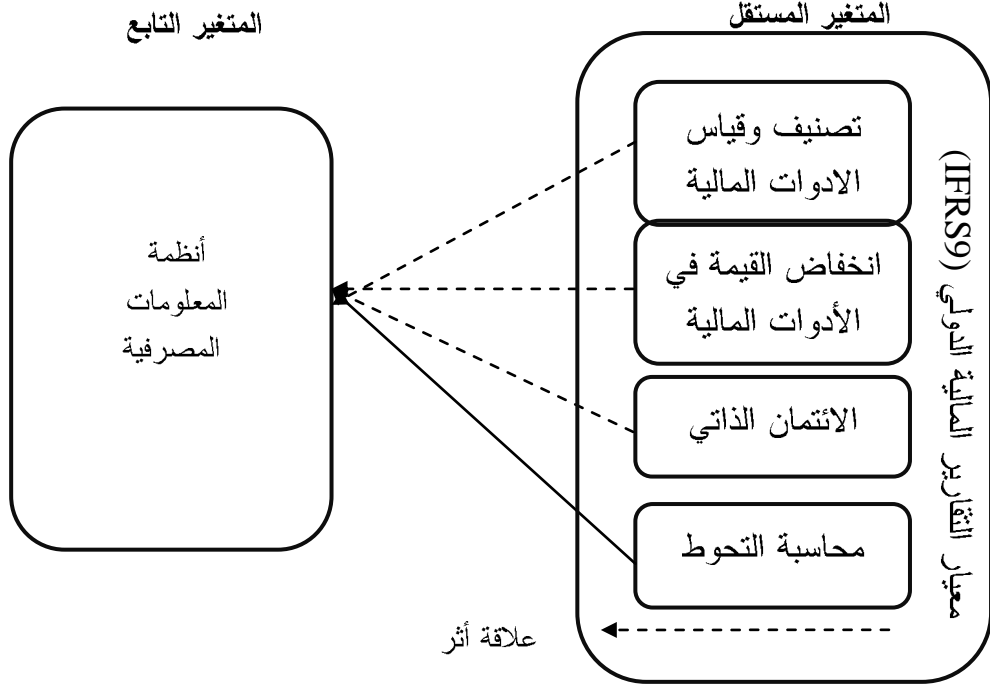 المتغير المستقل
المتغير التابع
معيار التقارير المالية الدولي (IFRS9)
تصنيف وقياس
الادوات المالية
انخفاض القيمة في
الأدوات المالية
الائتمان الذاتي
محاسبة التحوط
أنظمة
المعلومات
المصرفية
علاقة أثر